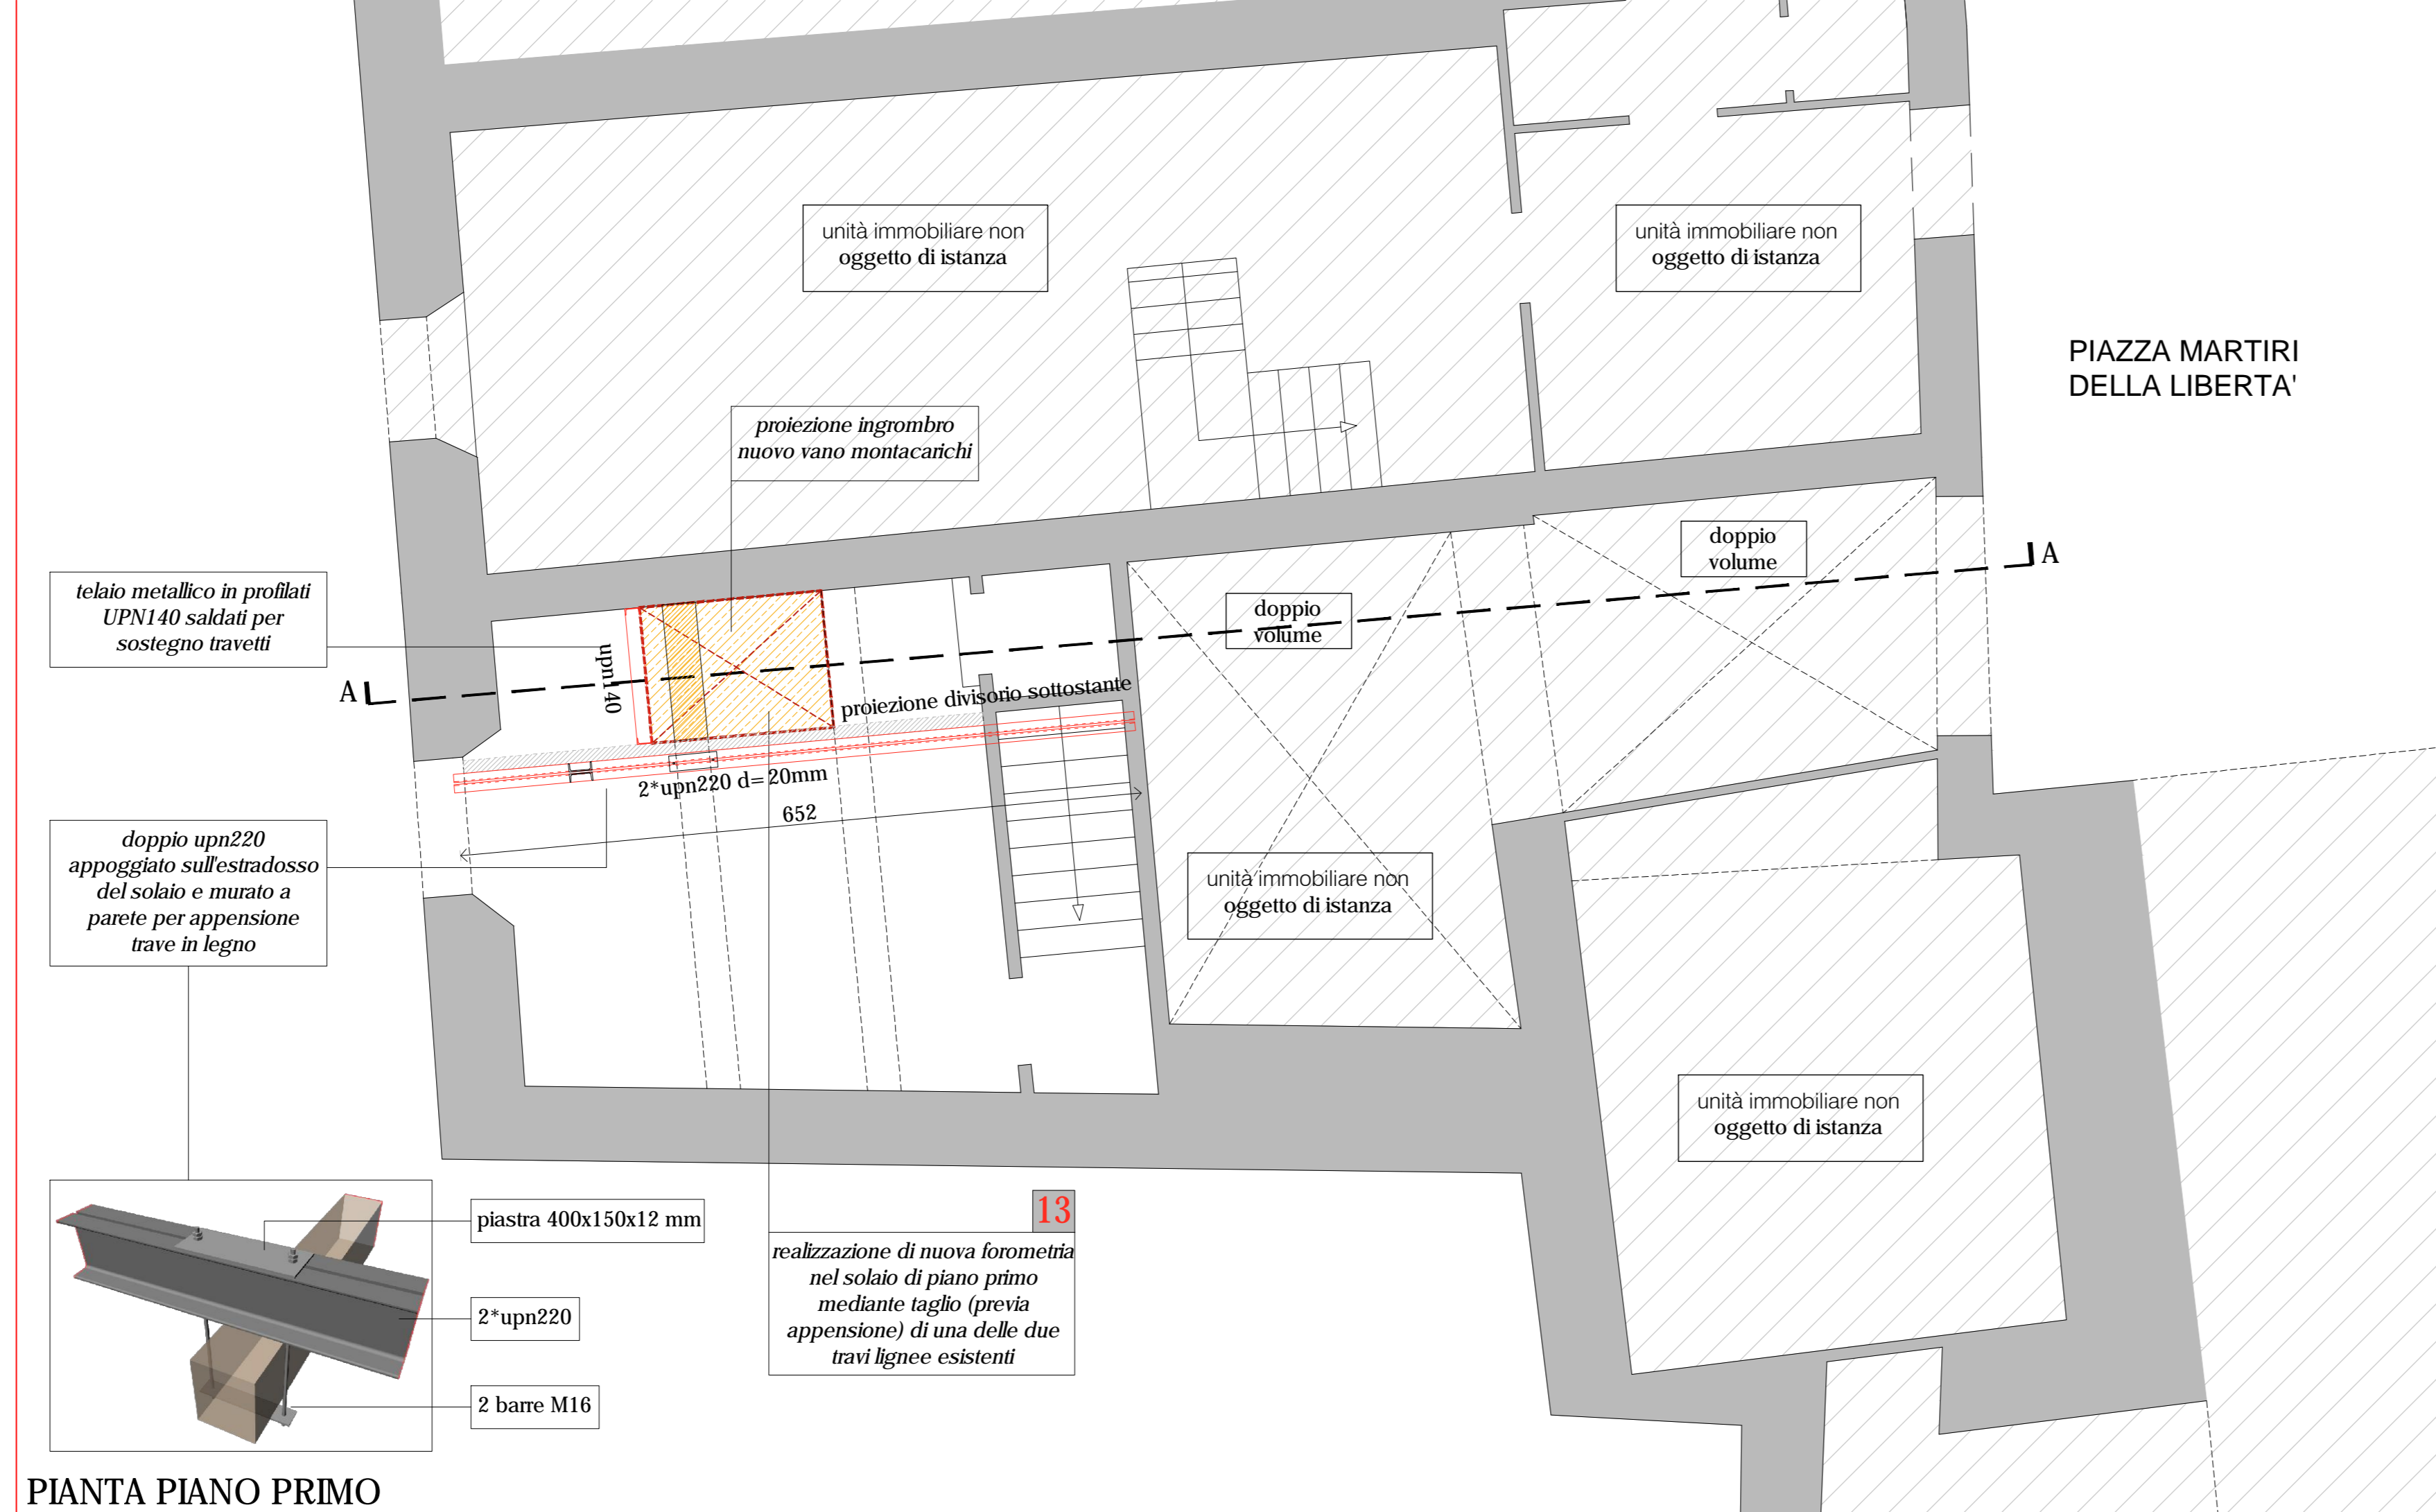 unità immobiliare non
oggetto di istanza
unità immobiliare non
oggetto di istanza
PIAZZA MARTIRI
DELLA LIBERTA'
proiezione ingrombro
nuovo vano montacarichi
doppio
volume
A
telaio metallico in profilati
UPN140 saldati per
sostegno travetti
doppio
volume
upn140
A
proiezione divisorio sottostante
2*upn220 d=20mm
652
doppio upn220
appoggiato sull'estradosso
del solaio e murato a
parete per appensione
trave in legno
unità immobiliare non
oggetto di istanza
unità immobiliare non
oggetto di istanza
piastra 400x150x12 mm
2*upn220
2 barre M16
13
realizzazione di nuova forometria
nel solaio di piano primo
mediante taglio (previa
appensione) di una delle due
travi lignee esistenti
PIANTA PIANO PRIMO